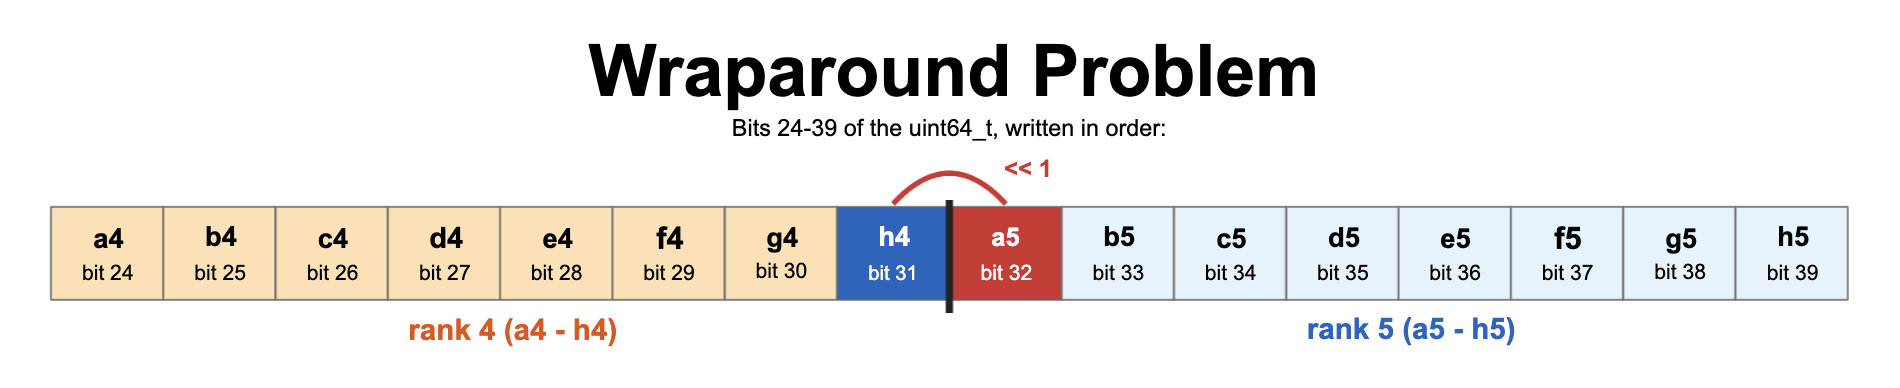 Wraparound Problem
Bits 24-39 of the uint64_t, written in order:
<< 1
a4 b4 c4 d4 e4 f4 g4 h4 a5 b5 c5 d5 e5 f5 g5 h5
bit 24 bit 25 bit 26 bit 27 bit 28 bit 29 bit 30 bit 31 bit 32 bit 33 bit 34 bit 35 bit 36 bit 37 bit 38 bit 39
rank 4 (a4 - h4) rank 5 (a5 - h5)